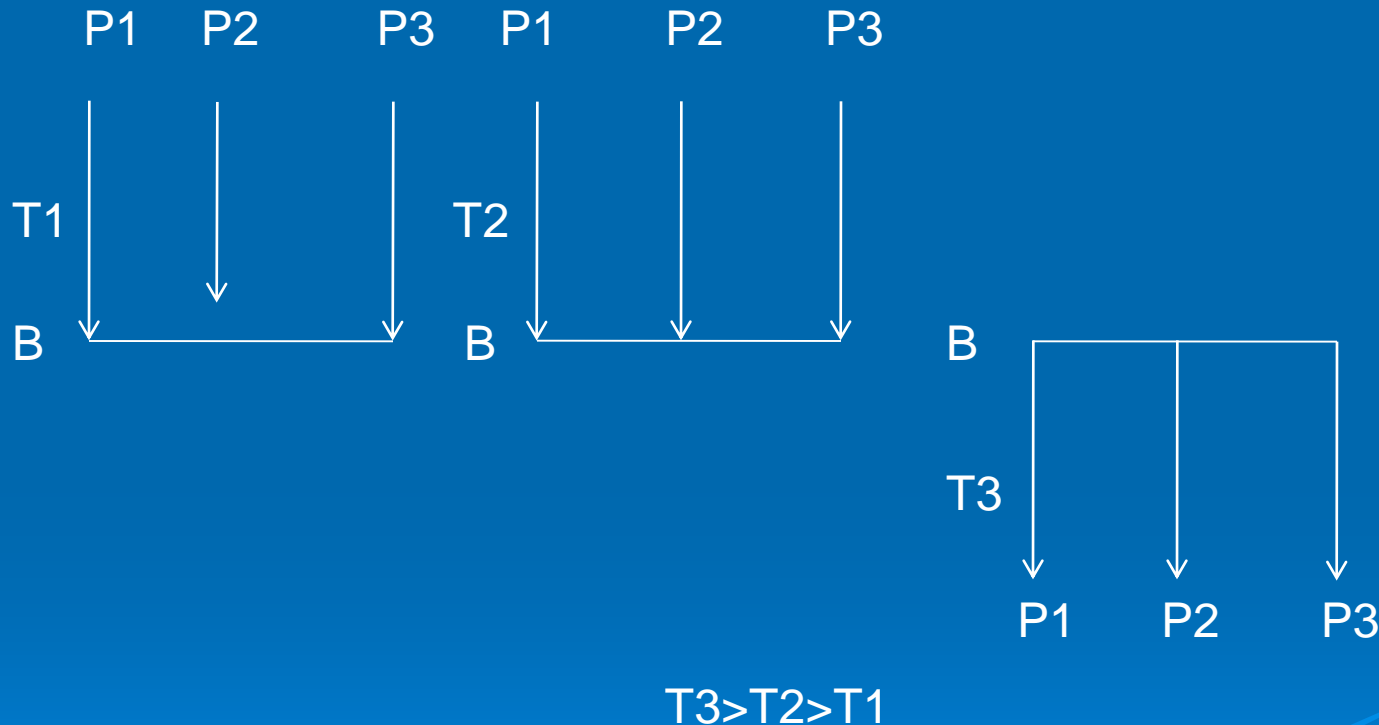 P1 P2 P3 P1 P2 P3
T1 T2
B B B
T3
P1 P2 P3
T3>T2>T1